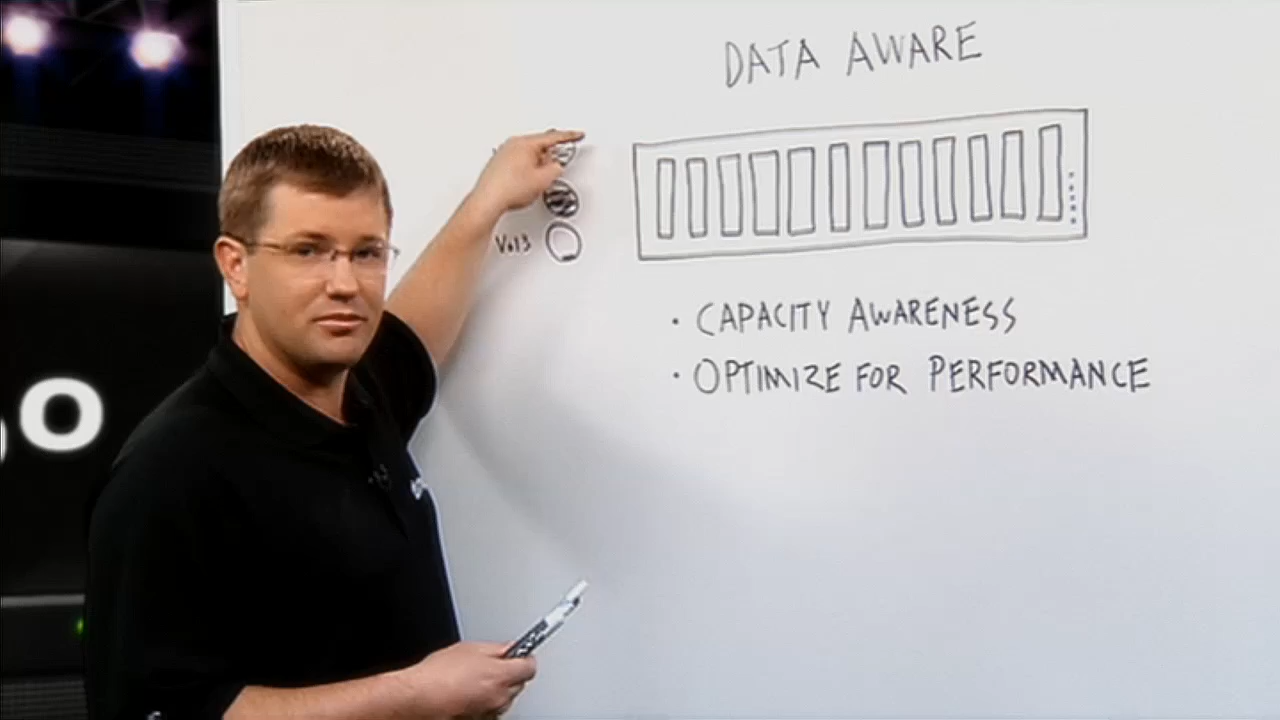 DATA AWARE
Vol3
• CAPACITY AWARENESS
• OPTIMIZE FOR PERFORMANCE